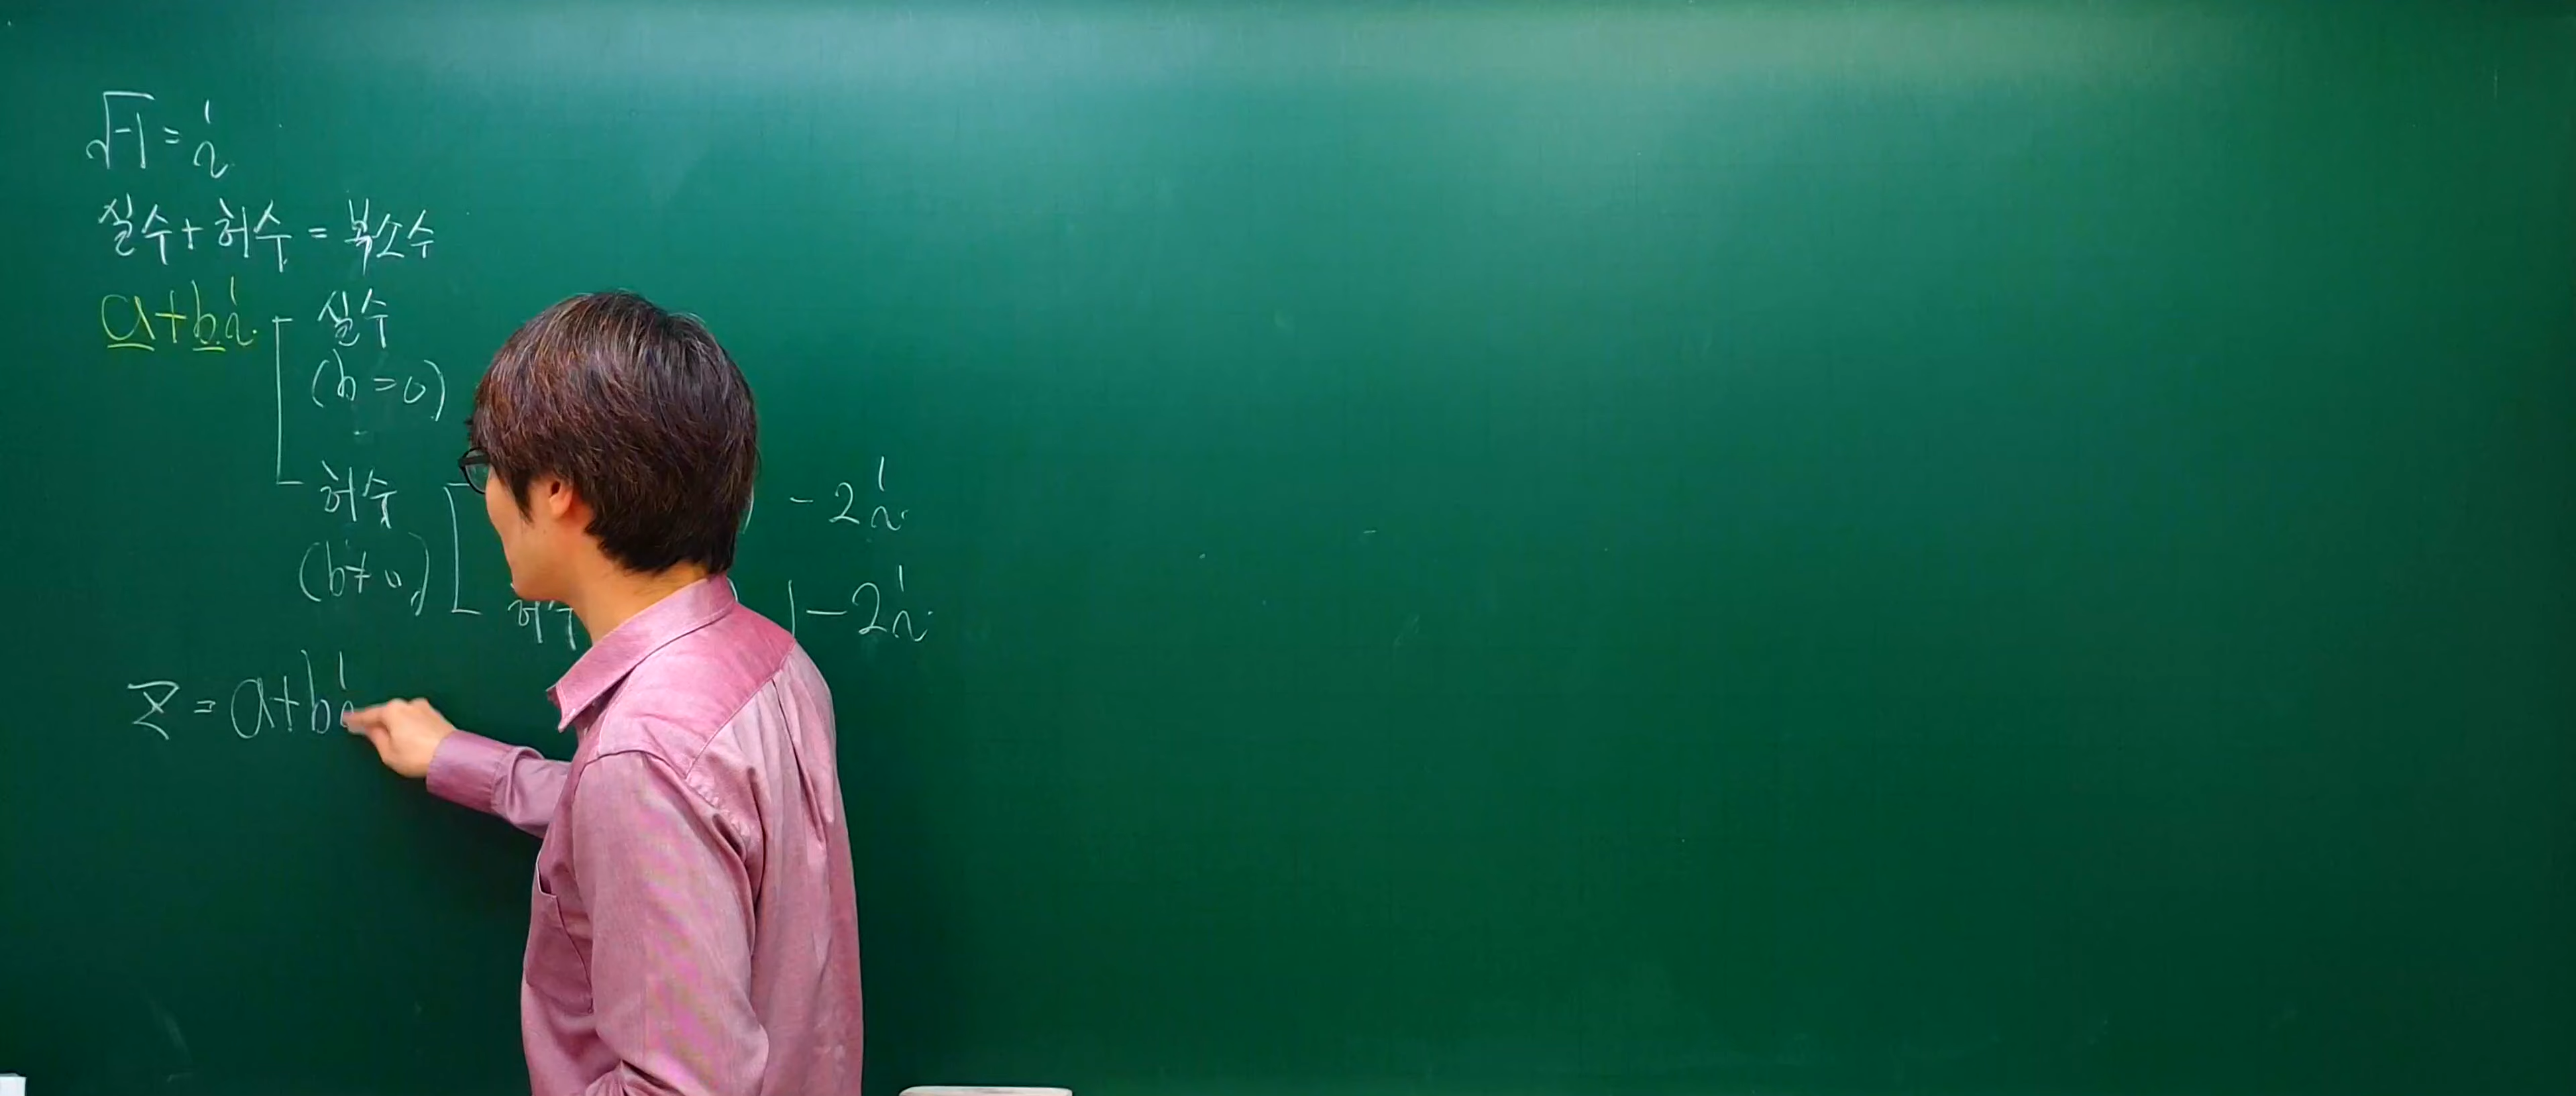 √-1 = i
실수+허수 = 복소수
a+bi 실수
(b=0)
허수 -2i
(b≠0) 허수 1-2i
z = a+bi